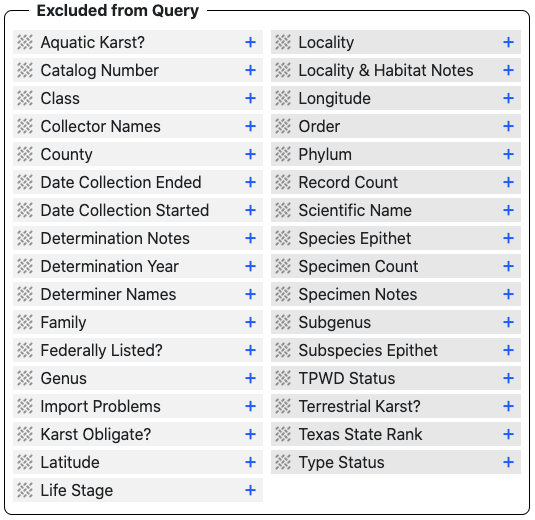 Excluded from Query
Aquatic Karst? +
Catalog Number +
Class +
Collector Names +
County +
Date Collection Ended +
Date Collection Started +
Determination Notes +
Determination Year +
Determiner Names +
Family +
Federally Listed? +
Genus +
Import Problems +
Karst Obligate? +
Latitude +
Life Stage +
Locality +
Locality & Habitat Notes +
Longitude +
Order +
Phylum +
Record Count +
Scientific Name +
Species Epithet +
Specimen Count +
Specimen Notes +
Subgenus +
Subspecies Epithet +
TPWD Status +
Terrestrial Karst? +
Texas State Rank +
Type Status +